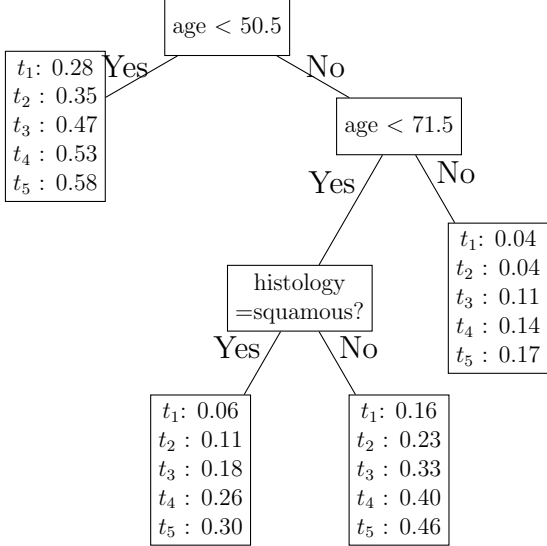 age < 50.5
Yes
No
t₁: 0.28
t₂ : 0.35
t₃ : 0.47
t₄ : 0.53
t₅ : 0.58
age < 71.5
Yes
No
t₁: 0.04
t₂ : 0.04
t₃ : 0.11
t₄ : 0.14
t₅ : 0.17
histology
=squamous?
Yes
No
t₁: 0.06
t₂ : 0.11
t₃ : 0.18
t₄ : 0.26
t₅ : 0.30
t₁: 0.16
t₂ : 0.23
t₃ : 0.33
t₄ : 0.40
t₅ : 0.46